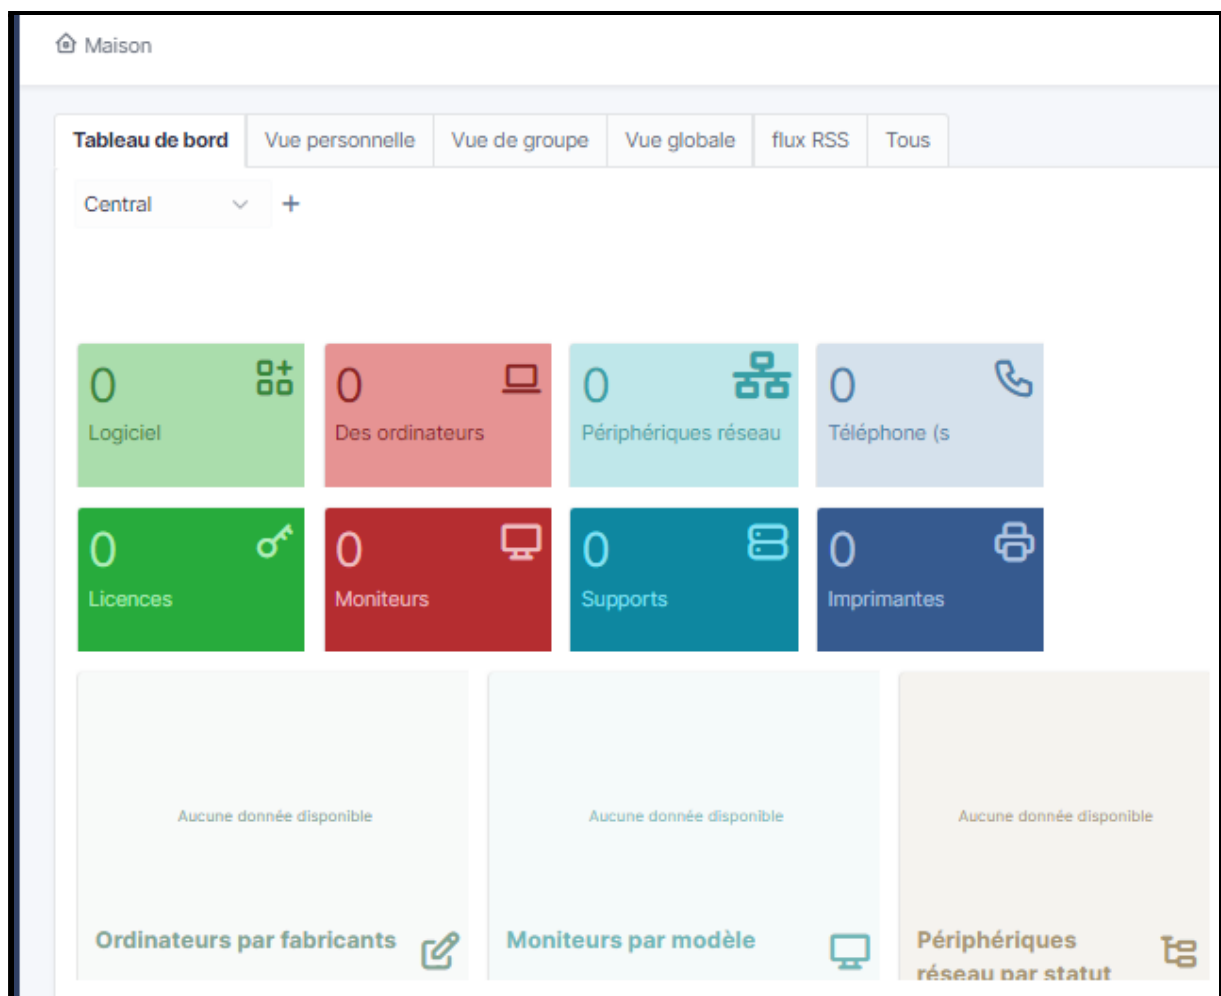 Maison
Tableau de bord Vue personnelle Vue de groupe Vue globale flux RSS Tous
Central
0 0 0 0
Logiciel Des ordinateurs Périphériques réseau Téléphone (s
0 0 0 0
Licences Moniteurs Supports Imprimantes
Aucune donnée disponible Aucune donnée disponible Aucune donnée disponible
Ordinateurs par fabricants Moniteurs par modèle Périphériques
réseau par statut